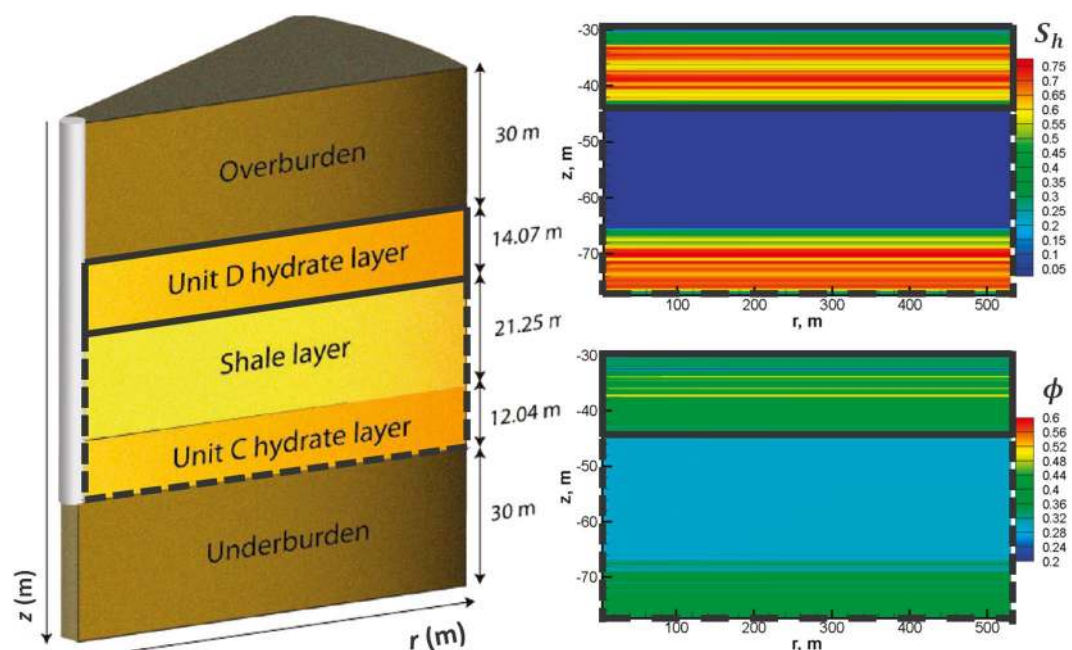 Overburden
Unit D hydrate layer
Shale layer
Unit C hydrate layer
Underburden
30 m
14.07 m
21.25 m
12.04 m
30 m
z (m)
r (m)
-30
-40
-50
-60
-70
z, m
100 200 300 400 500
r, m
S_h
0.75
0.7
0.65
0.6
0.55
0.5
0.45
0.4
0.35
0.3
0.25
0.2
0.15
0.1
0.05
-30
-40
-50
-60
-70
z, m
100 200 300 400 500
r, m
ϕ
0.6
0.56
0.52
0.48
0.44
0.4
0.36
0.32
0.28
0.24
0.2